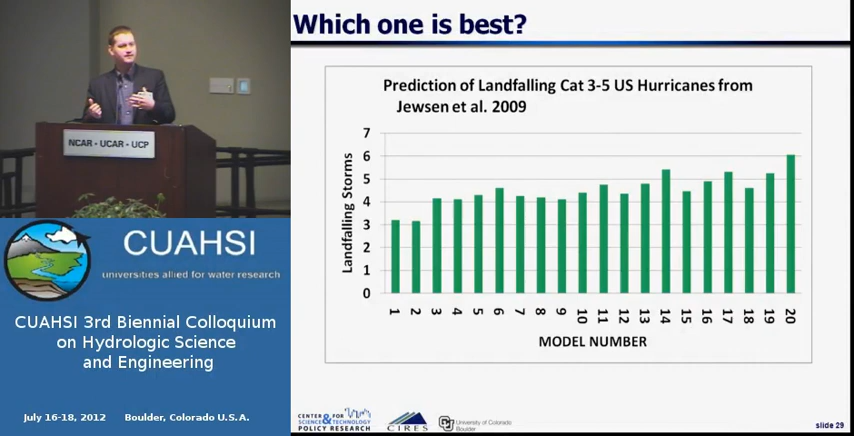 Which one is best?
Prediction of Landfalling Cat 3-5 US Hurricanes from
Jewsen et al. 2009
Landfalling Storms
7
6
5
4
3
2
1
0
1 2 3 4 5 6 7 8 9 10 11 12 13 14 15 16 17 18 19 20
MODEL NUMBER
CENTER FOR
SCIENCE & TECHNOLOGY
POLICY RESEARCH
CIRES
CU
University of Colorado
Boulder
slide 29
NCAR - UCAR - UCP
CUAHSI
universities allied for water research
CUAHSI 3rd Biennial Colloquium
on Hydrologic Science
and Engineering
July 16-18, 2012 Boulder, Colorado U.S.A.